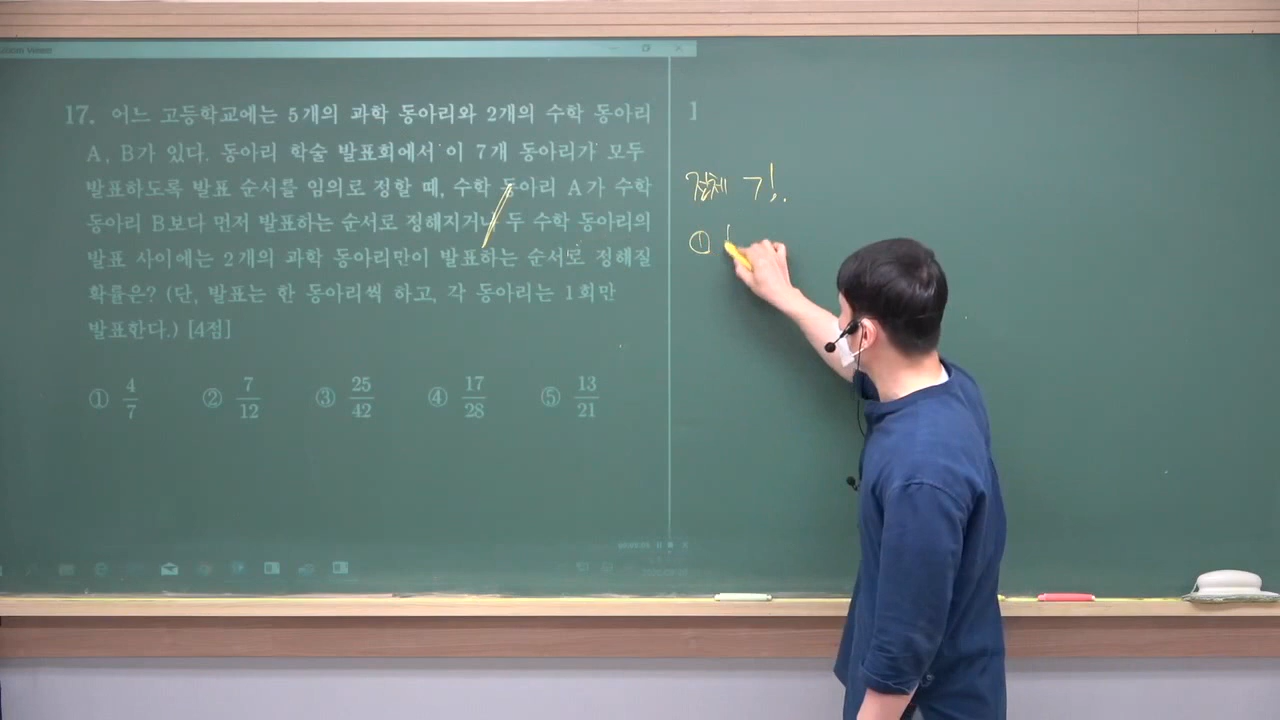 17. 어느 고등학교에는 5개의 과학 동아리와 2개의 수학 동아리
A, B가 있다. 동아리 학술 발표회에서 이 7개 동아리가 모두
발표하도록 발표 순서를 임의로 정할 때, 수학 동아리 A가 수학
동아리 B보다 먼저 발표하는 순서로 정해지거나 두 수학 동아리의
발표 사이에는 2개의 과학 동아리만이 발표하는 순서로 정해질
확률은? (단, 발표는 한 동아리씩 하고, 각 동아리는 1회만
발표한다.) [4점]
① 4/7 ② 7/12 ③ 25/42 ④ 17/28 ⑤ 13/21
]
전체 7!.
①